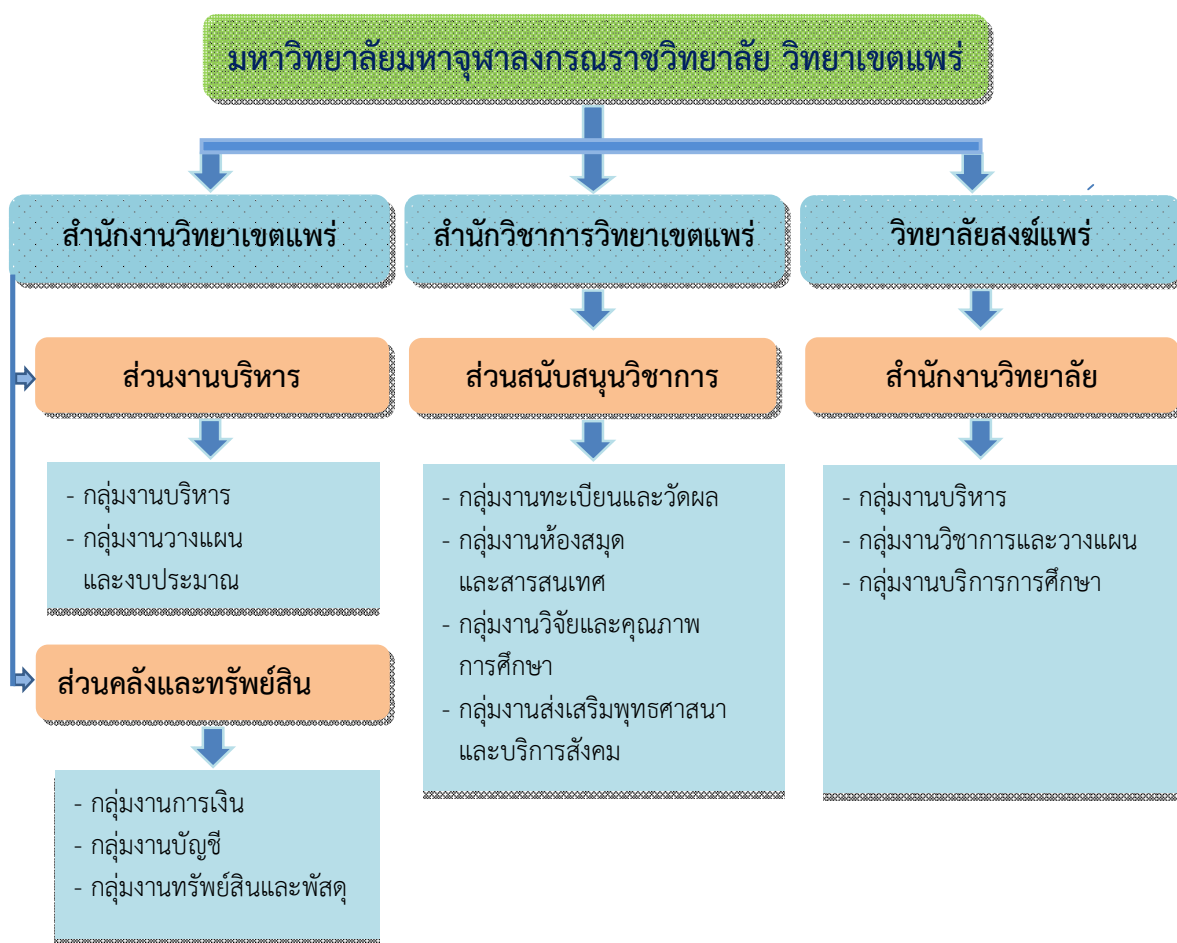 มหาวิทยาลัยมหาจุฬาลงกรณราชวิทยาลัย วิทยาเขตแพร่
สำนักงานวิทยาเขตแพร่
ส่วนงานบริหาร
- กลุ่มงานบริหาร
- กลุ่มงานวางแผน
และงบประมาณ
ส่วนคลังและทรัพย์สิน
- กลุ่มงานการเงิน
- กลุ่มงานบัญชี
- กลุ่มงานทรัพย์สินและพัสดุ
สำนักวิชาการวิทยาเขตแพร่
ส่วนสนับสนุนวิชาการ
- กลุ่มงานทะเบียนและวัดผล
- กลุ่มงานห้องสมุด
และสารสนเทศ
- กลุ่มงานวิจัยและคุณภาพ
การศึกษา
- กลุ่มงานส่งเสริมพุทธศาสนา
และบริการสังคม
วิทยาลัยสงฆ์แพร่
สำนักงานวิทยาลัย
- กลุ่มงานบริหาร
- กลุ่มงานวิชาการและวางแผน
- กลุ่มงานบริการการศึกษา